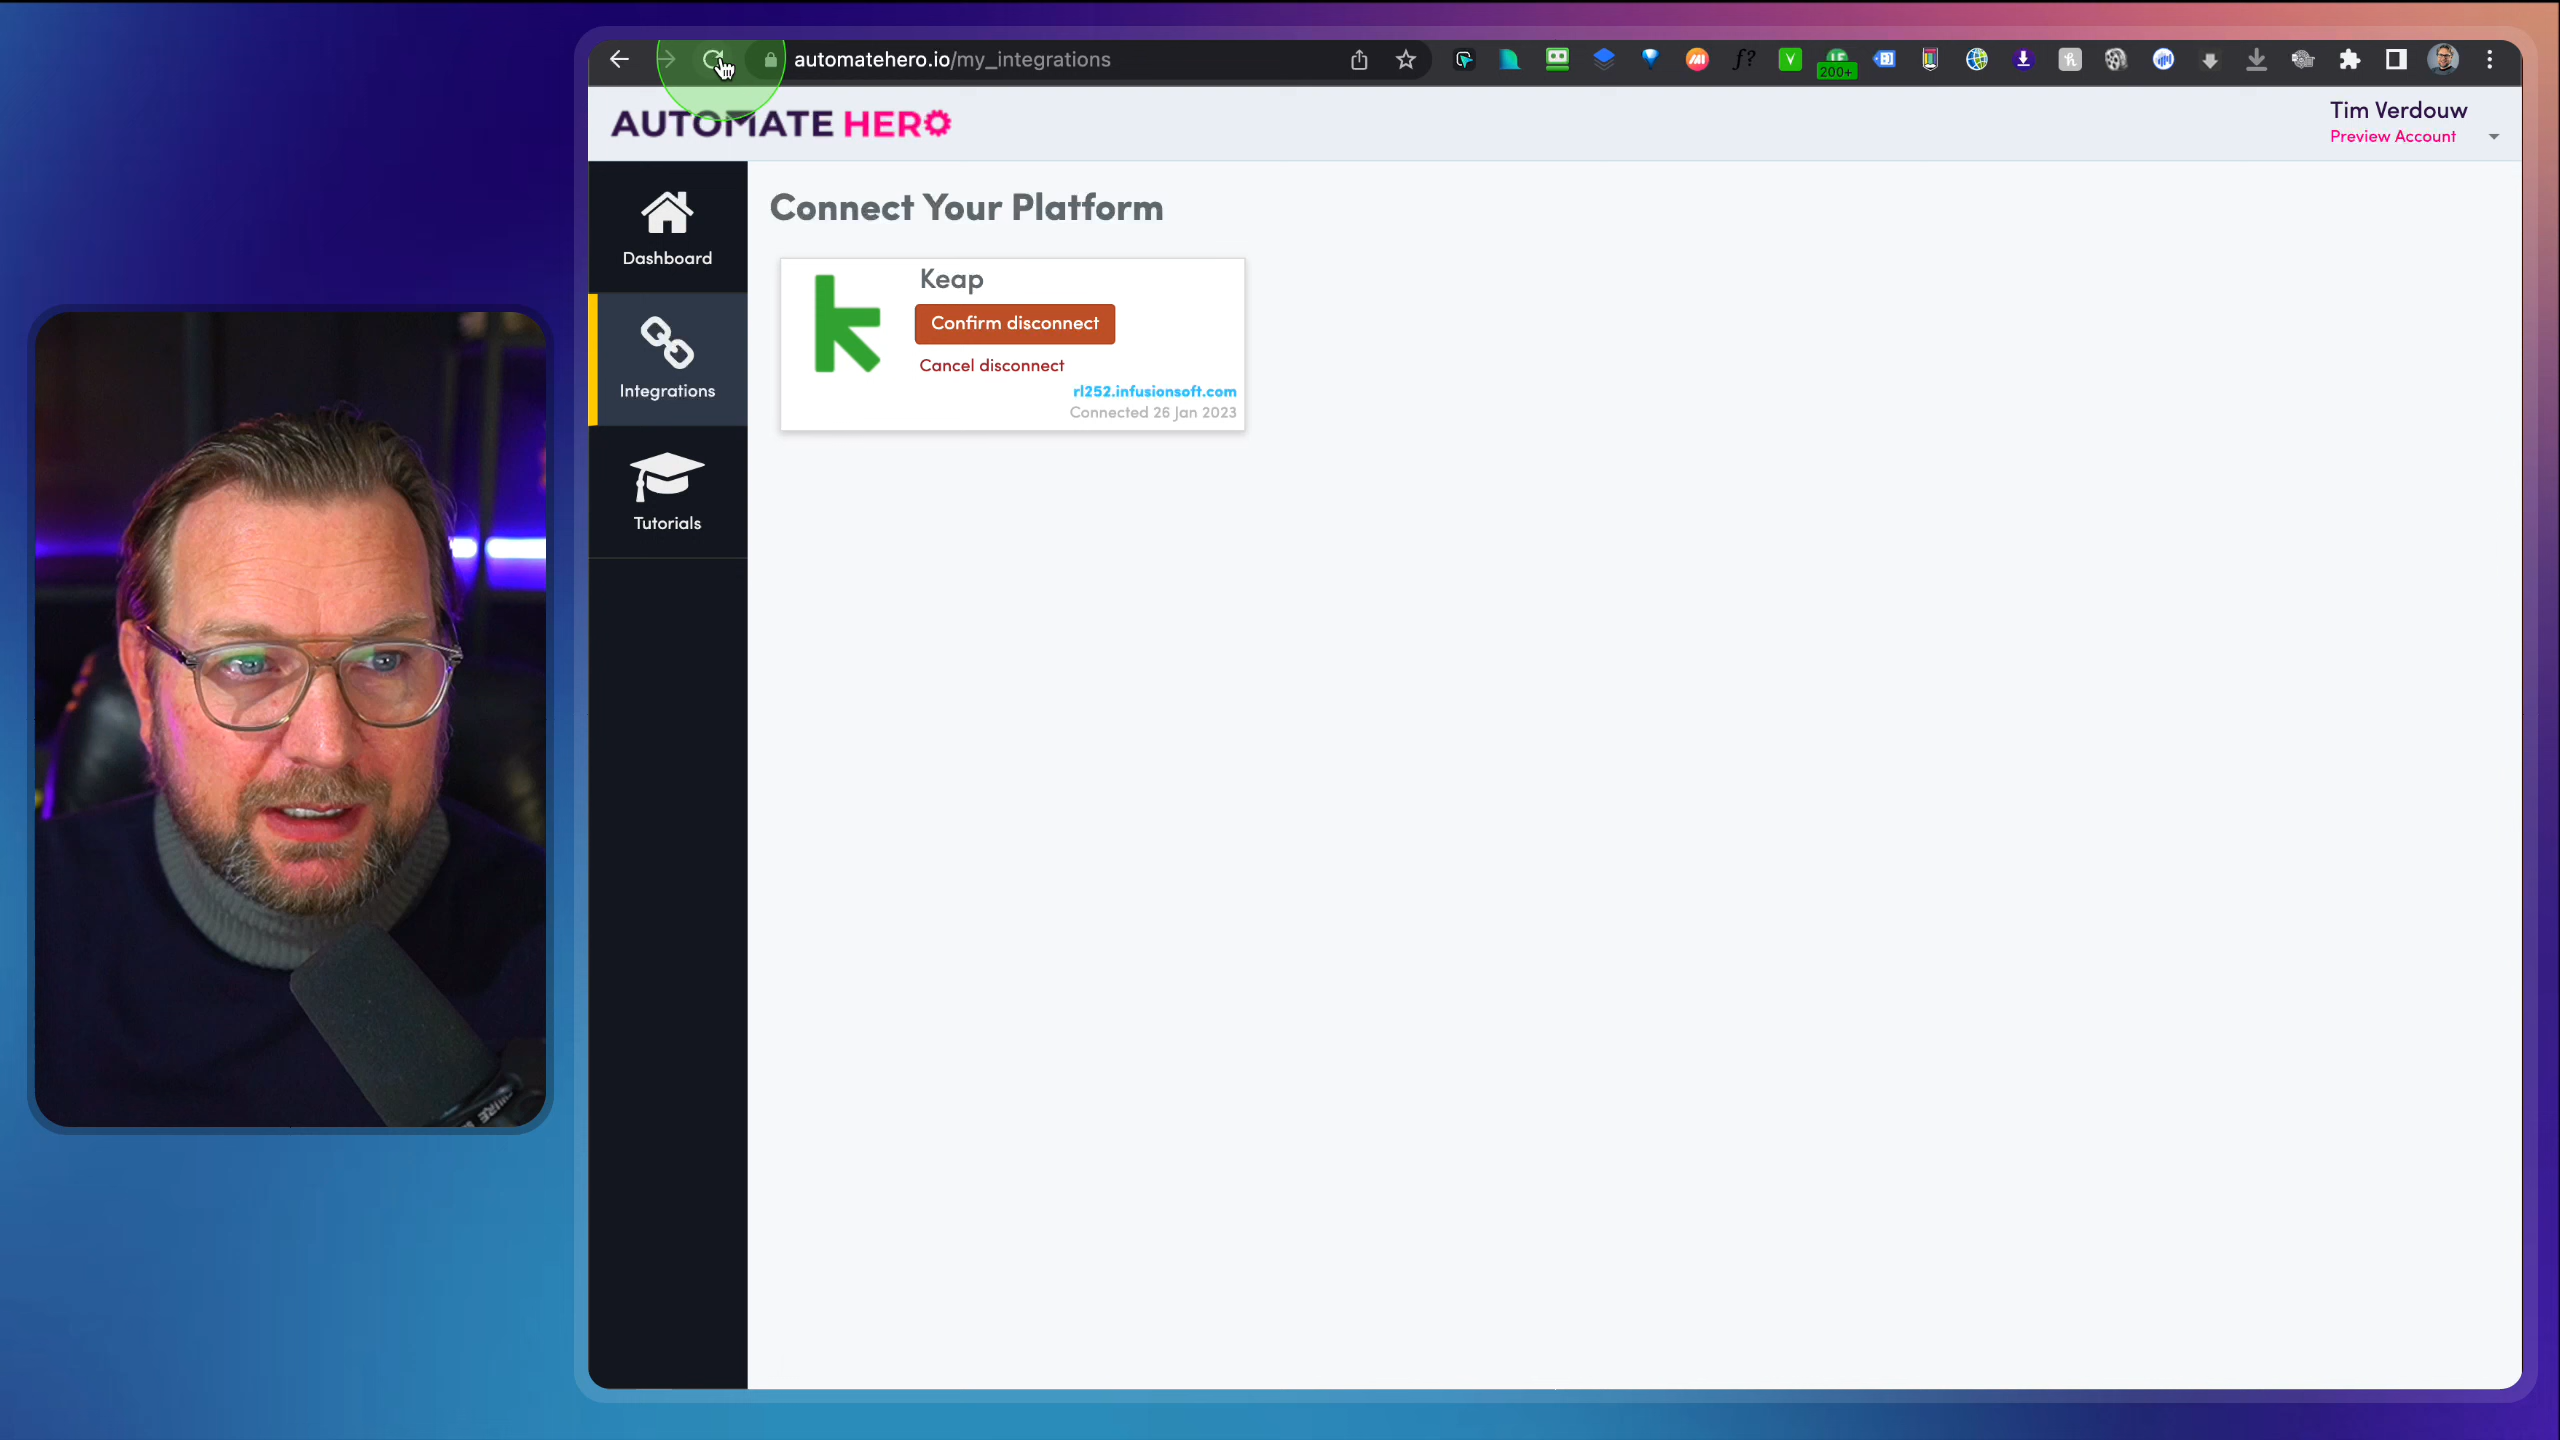 automatehero.io/my_integrations
200+
AUTOMATE HERO
Tim Verdouw
Preview Account
Dashboard
Integrations
Tutorials
Connect Your Platform
Keap
Confirm disconnect
Cancel disconnect
rl252.infusionsoft.com
Connected 26 Jan 2023